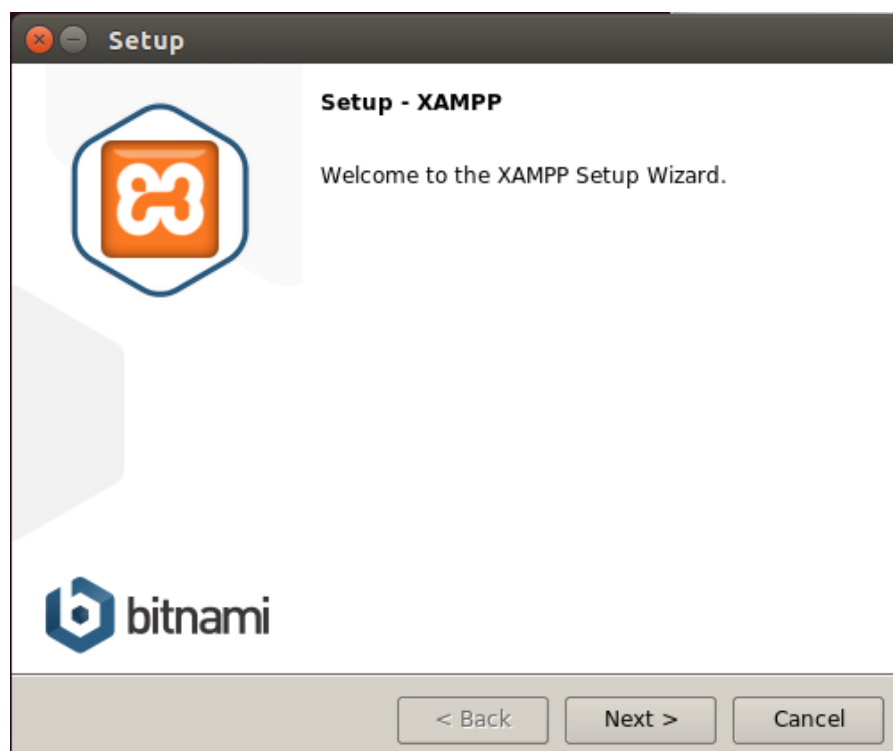 Setup
Setup - XAMPP
Welcome to the XAMPP Setup Wizard.
bitnami
< Back Next > Cancel